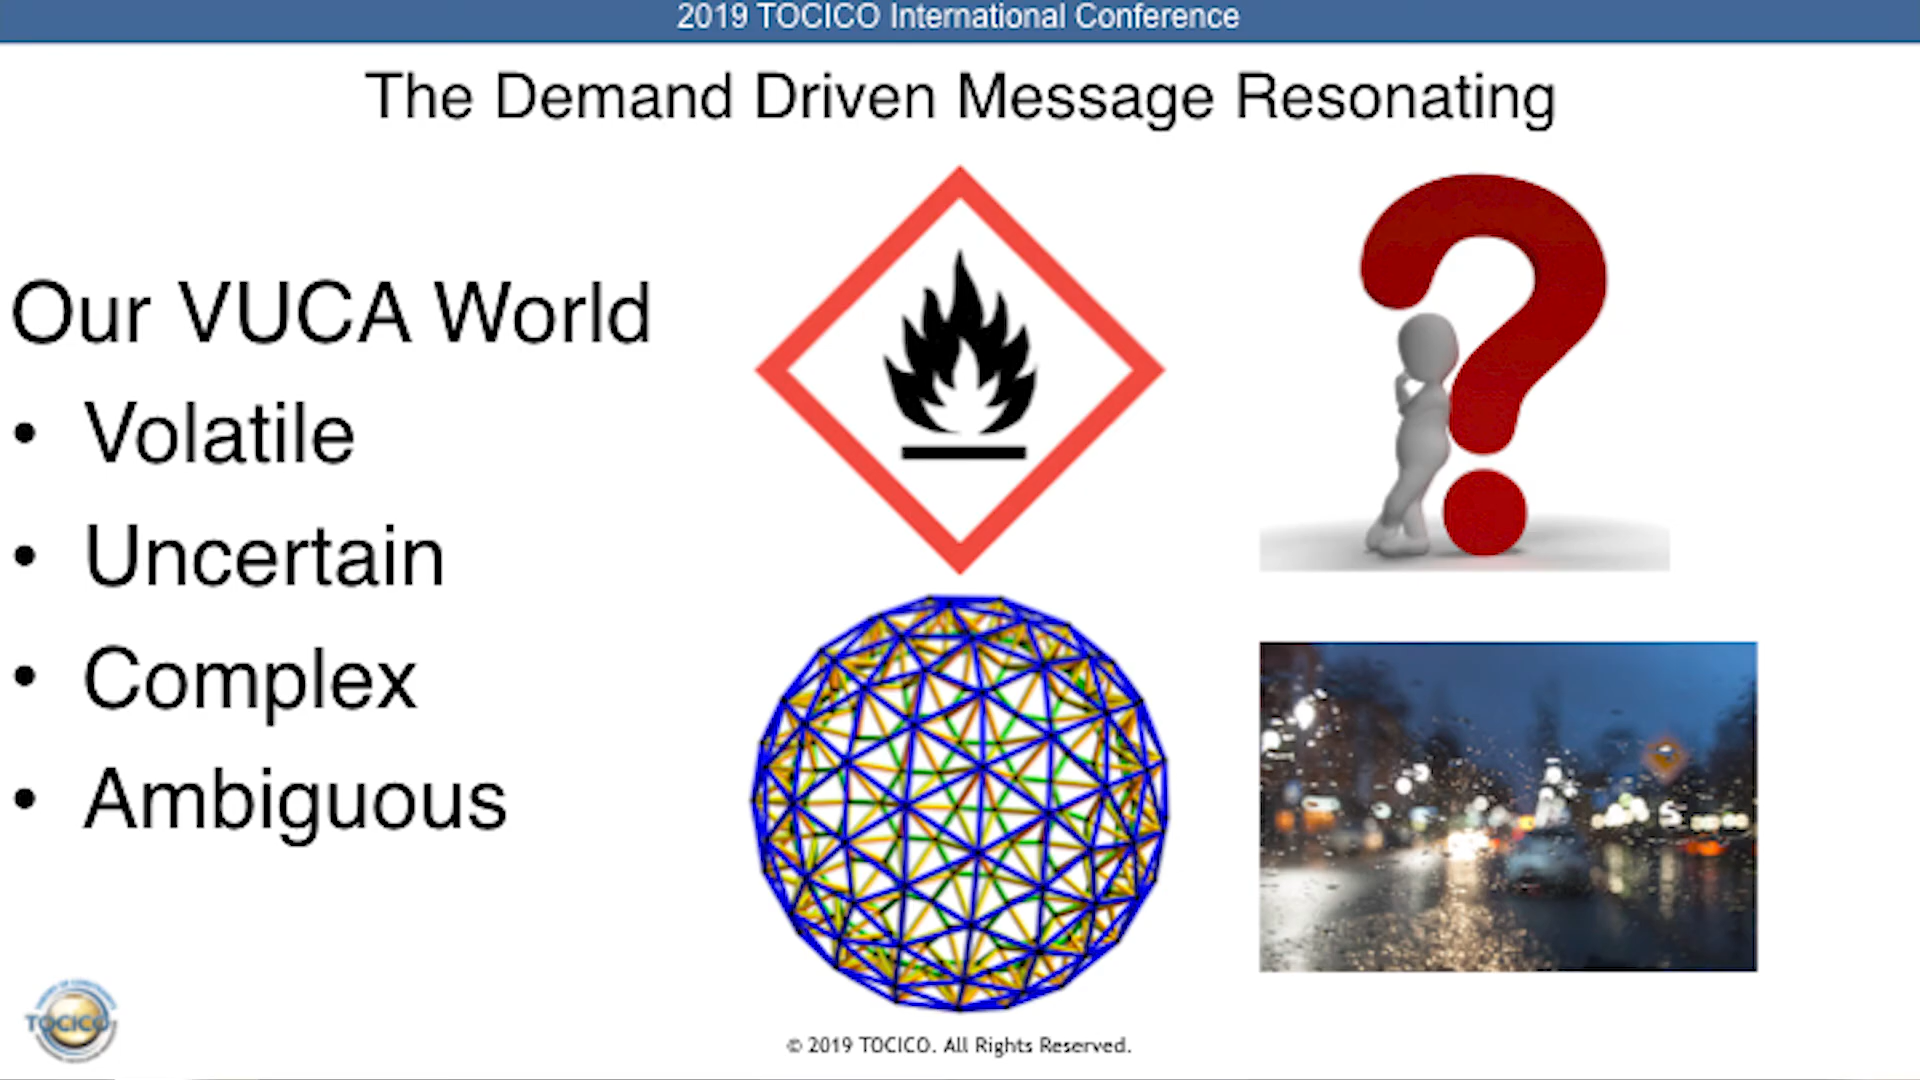 2019 TOCICO International Conference
The Demand Driven Message Resonating
Our VUCA World
• Volatile
• Uncertain
• Complex
• Ambiguous
TOCICO
© 2019 TOCICO. All Rights Reserved.